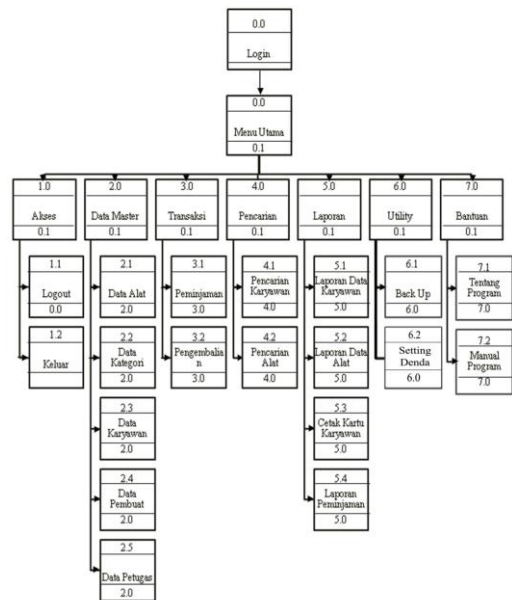 0.0
Login
0.0
Menu Utama
0.1
1.0
Akses
0.1
2.0
Data Master
0.1
3.0
Transaksi
0.1
4.0
Pencarian
0.1
5.0
Laporan
0.1
6.0
Utility
0.1
7.0
Bantuan
0.1
1.1
Logout
0.0
1.2
Keluar
2.1
Data Alat
2.0
2.2
Data
Kategori
2.0
2.3
Data
Karyawan
2.0
2.4
Data
Pembuat
2.0
2.5
Data Petugas
2.0
3.1
Peminjaman
3.0
3.2
Pengembalia
n
3.0
4.1
Pencarian
Karyawan
4.0
4.2
Pencarian
Alat
4.0
5.1
Laporan Data
Karyawan
5.0
5.2
Laporan Data
Alat
5.0
5.3
Cetak Kartu
Karyawan
5.0
5.4
Laporan
Peminjaman
5.0
6.1
Back Up
6.0
6.2
Setting
Denda
6.0
7.1
Tentang
Program
7.0
7.2
Manual
Program
7.0